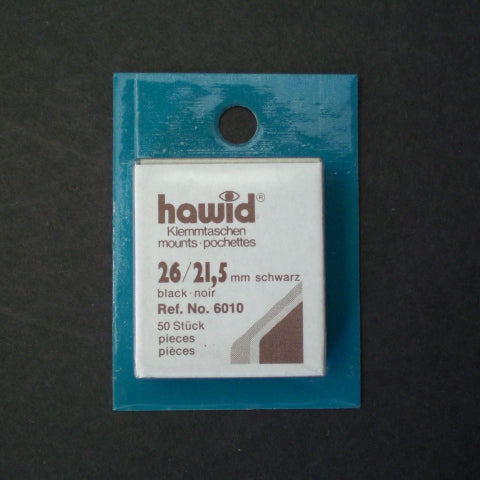 hawid®
Klemmtaschen
mounts·pochettes
26/21,5 mm schwarz
black·noir
Ref. No. 6010
50 Stück
pieces
pièces